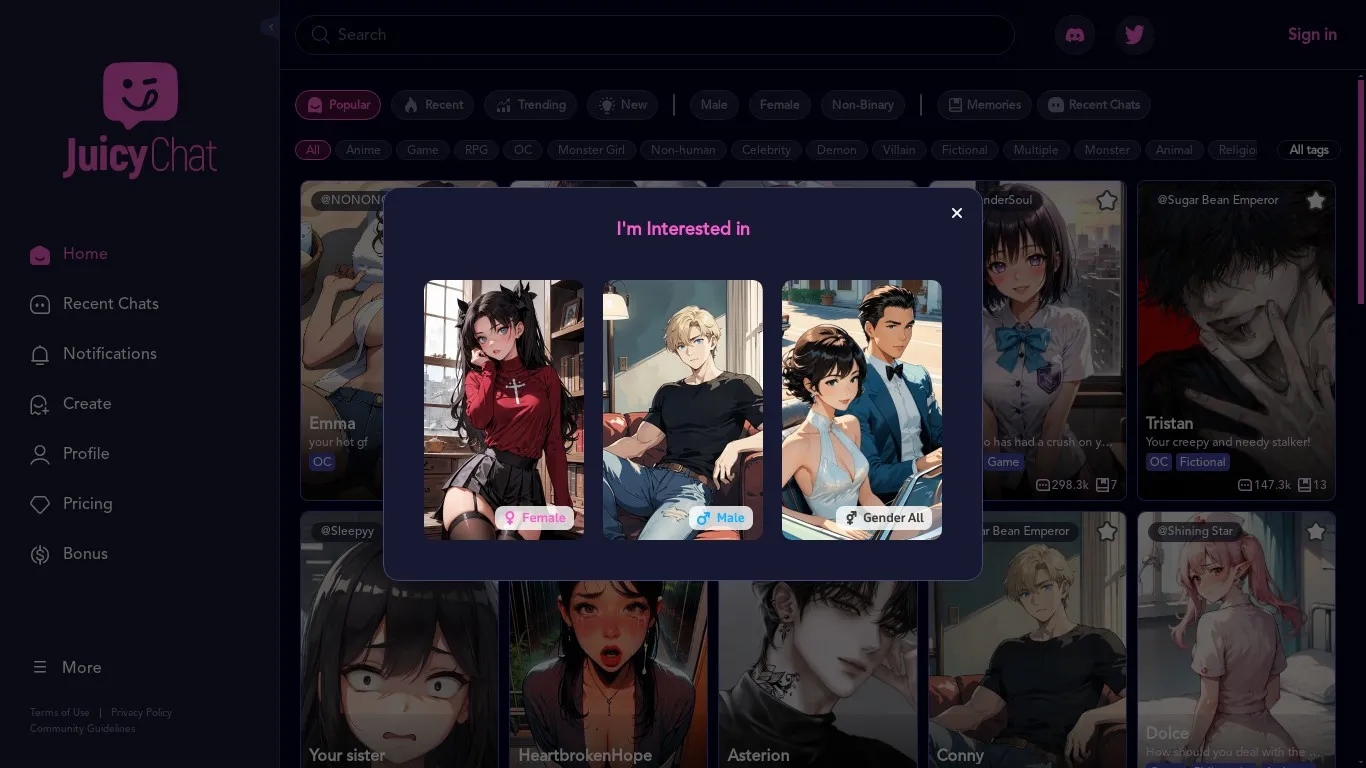 Search
Sign in
JuicyChat
Popular
Recent
Trending
New
Male
Female
Non-Binary
Memories
Recent Chats
All
Anime
Game
RPG
OC
Monster Girl
Non-human
Celebrity
Demon
Villain
Fictional
Multiple
Monster
Animal
Religio
All tags
Home
Recent Chats
Notifications
Create
Profile
Pricing
Bonus
More
Terms of Use | Privacy Policy
Community Guidelines
I'm Interested in
Female
Male
Gender All
@NONON
Emma
your hot gf
OC
nderSoul
o has had a crush on y...
Game
298.3k 7
@Sugar Bean Emperor
Tristan
Your creepy and needy stalker!
OC Fictional
147.3k 13
@Sleepyy
Your sister
HeartbrokenHope
Asterion
ar Bean Emperor
Conny
@Shining Star
Dolce
How should you deal with the ...